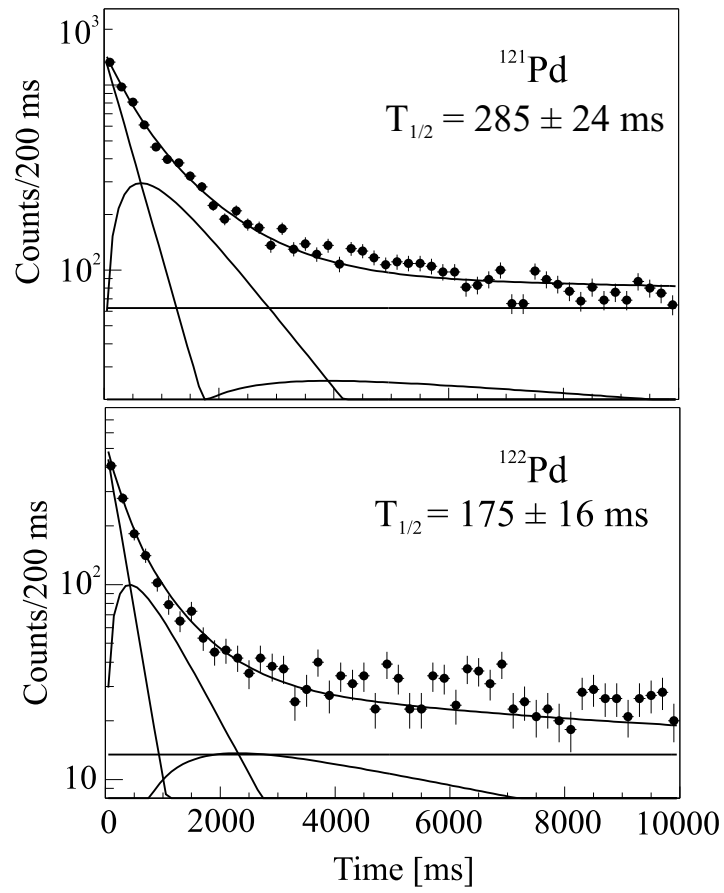 10³
¹²¹Pd
T₁/₂ = 285 ± 24 ms
Counts/200 ms
10²
¹²²Pd
T₁/₂ = 175 ± 16 ms
Counts/200 ms
10²
10
0 2000 4000 6000 8000 10000
Time [ms]